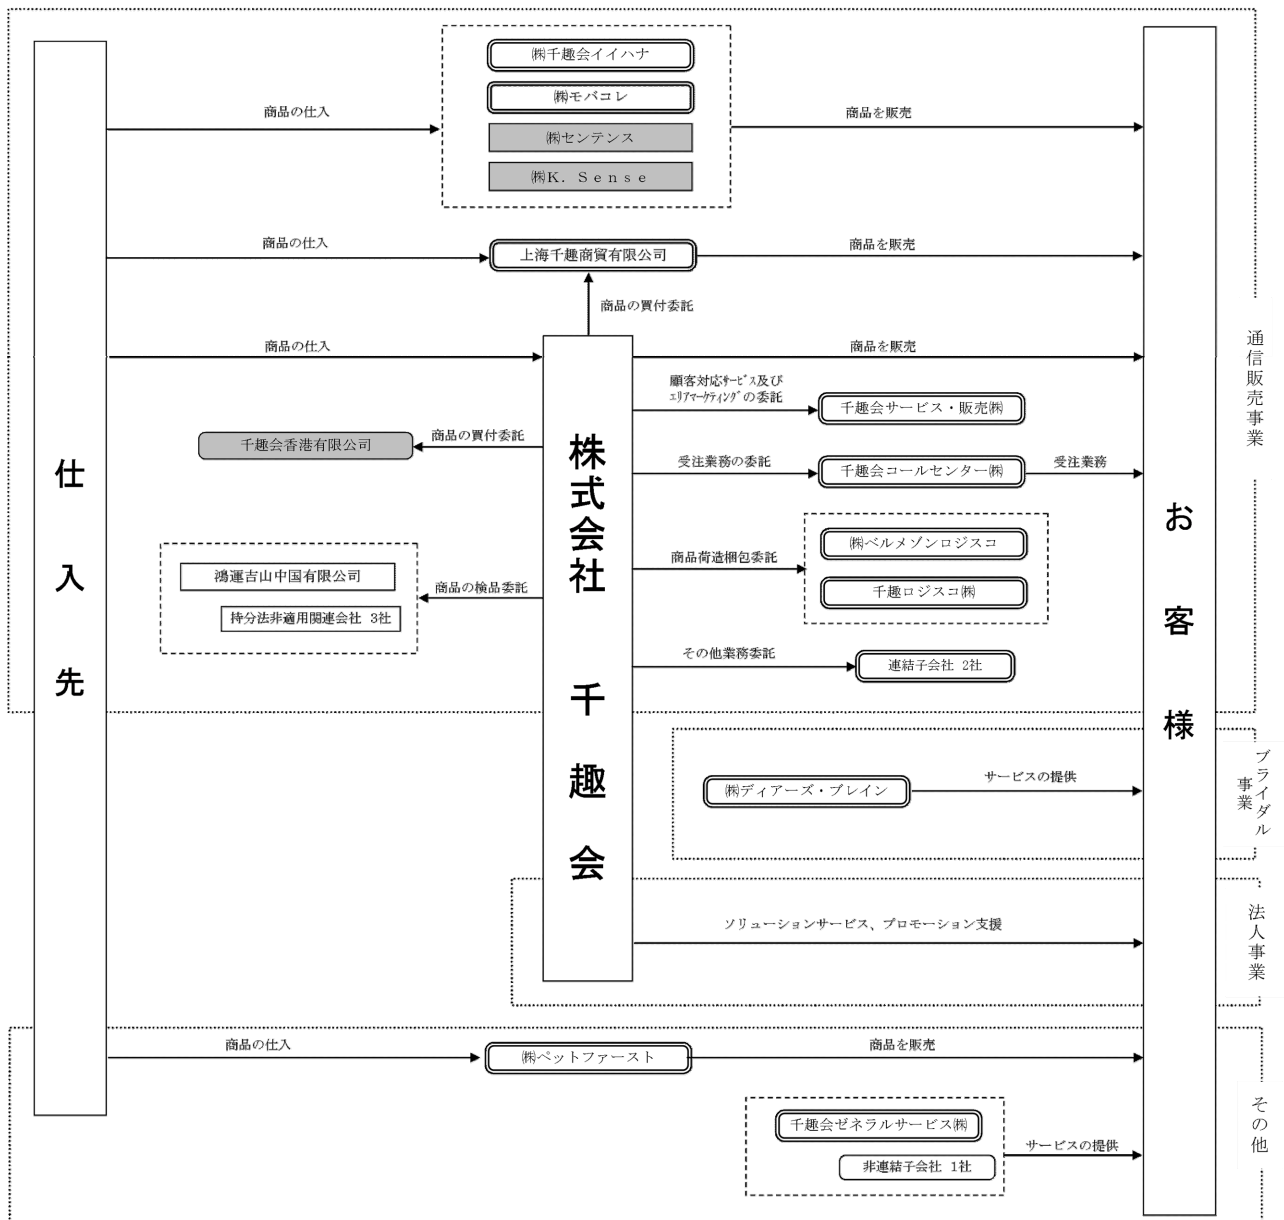 ㈱千趣会イイハナ
㈱モバコレ
商品の仕入
商品を販売
㈱センテンス
㈱K．Ｓｅｎｓｅ
商品の仕入
上海千趣商貿有限公司
商品を販売
商品の買付委託
商品の仕入
商品を販売
顧客対応ｻｰﾋﾞｽ及び
ｴﾘｱﾏｰｹﾃｨﾝｸﾞの委託
千趣会サービス・販売㈱
千趣会香港有限公司
商品の買付委託
受注業務の委託
千趣会コールセンター㈱
受注業務
商品荷造梱包委託
㈱ベルメゾンロジスコ
千趣ロジスコ㈱
鴻運吉山中国有限公司
持分法非適用関連会社 3社
商品の検品委託
その他業務委託
連結子会社 2社
仕入先
株式会社 千趣会
お客様
通信販売事業
㈱ディアーズ・ブレイン
サービスの提供
ブライダル
事業
ソリューションサービス、プロモーション支援
法人事業
商品の仕入
㈱ペットファースト
商品を販売
千趣会ゼネラルサービス㈱
非連結子会社 1社
サービスの提供
その他